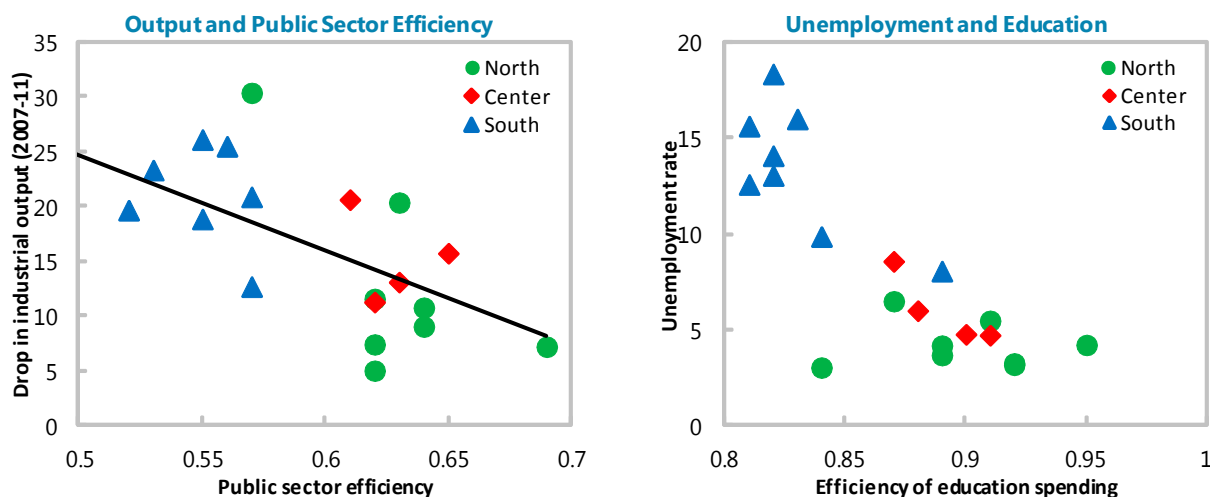 Output and Public Sector Efficiency
35
30
25
20
15
10
5
0
Drop in industrial output (2007-11)
North
Center
South
0.5 0.55 0.6 0.65 0.7
Public sector efficiency
Unemployment and Education
20
15
10
5
0
Unemployment rate
North
Center
South
0.8 0.85 0.9 0.95 1
Efficiency of education spending